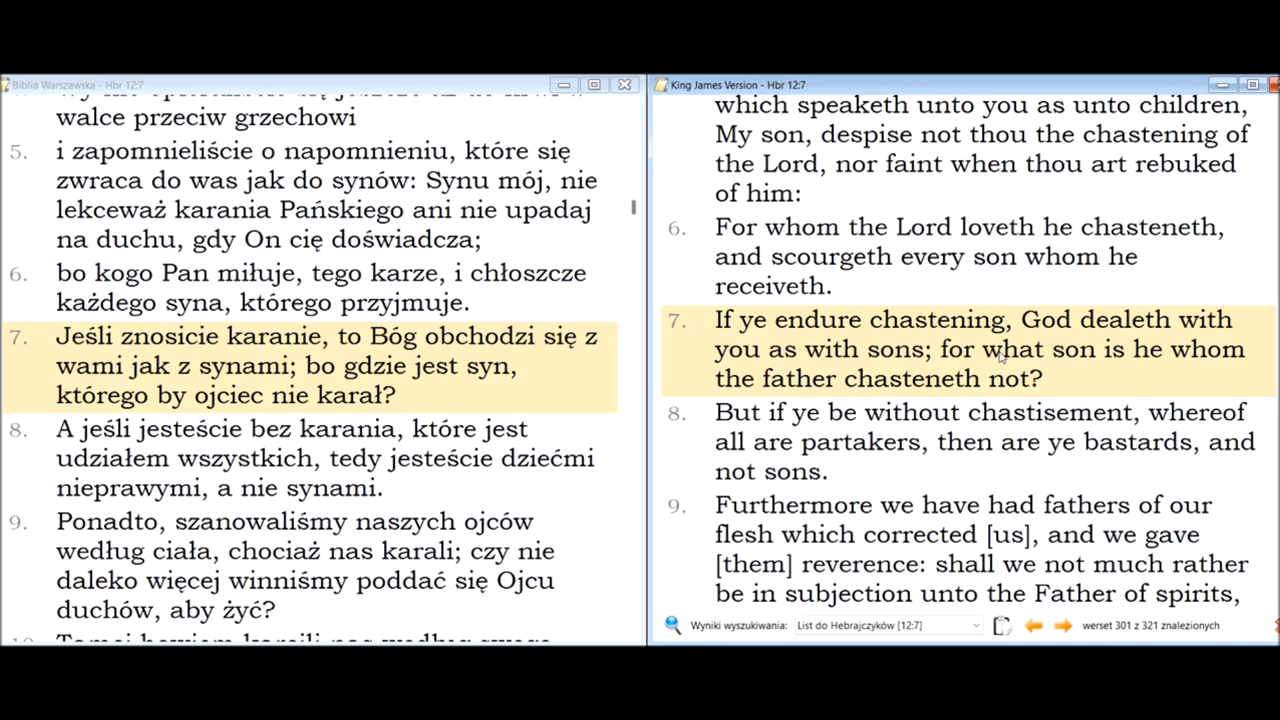 Biblia Warszawska - Hbr 12:7
walce przeciw grzechowi
5. i zapomnieliście o napomnieniu, które się
zwraca do was jak do synów: Synu mój, nie
lekceważ karania Pańskiego ani nie upadaj
na duchu, gdy On cię doświadcza;
6. bo kogo Pan miłuje, tego karze, i chłoszcze
każdego syna, którego przyjmuje.
7. Jeśli znosicie karanie, to Bóg obchodzi się z
wami jak z synami; bo gdzie jest syn,
którego by ojciec nie karał?
8. A jeśli jesteście bez karania, które jest
udziałem wszystkich, tedy jesteście dziećmi
nieprawymi, a nie synami.
9. Ponadto, szanowaliśmy naszych ojców
według ciała, chociaż nas karali; czy nie
daleko więcej winniśmy poddać się Ojcu
duchów, aby żyć?
King James Version - Hbr 12:7
which speaketh unto you as unto children,
My son, despise not thou the chastening of
the Lord, nor faint when thou art rebuked
of him:
6. For whom the Lord loveth he chasteneth,
and scourgeth every son whom he
receiveth.
7. If ye endure chastening, God dealeth with
you as with sons; for what son is he whom
the father chasteneth not?
8. But if ye be without chastisement, whereof
all are partakers, then are ye bastards, and
not sons.
9. Furthermore we have had fathers of our
flesh which corrected [us], and we gave
[them] reverence: shall we not much rather
be in subjection unto the Father of spirits,
Wyniki wyszukiwania: List do Hebrajczyków [12:7] werset 301 z 321 znalezionych